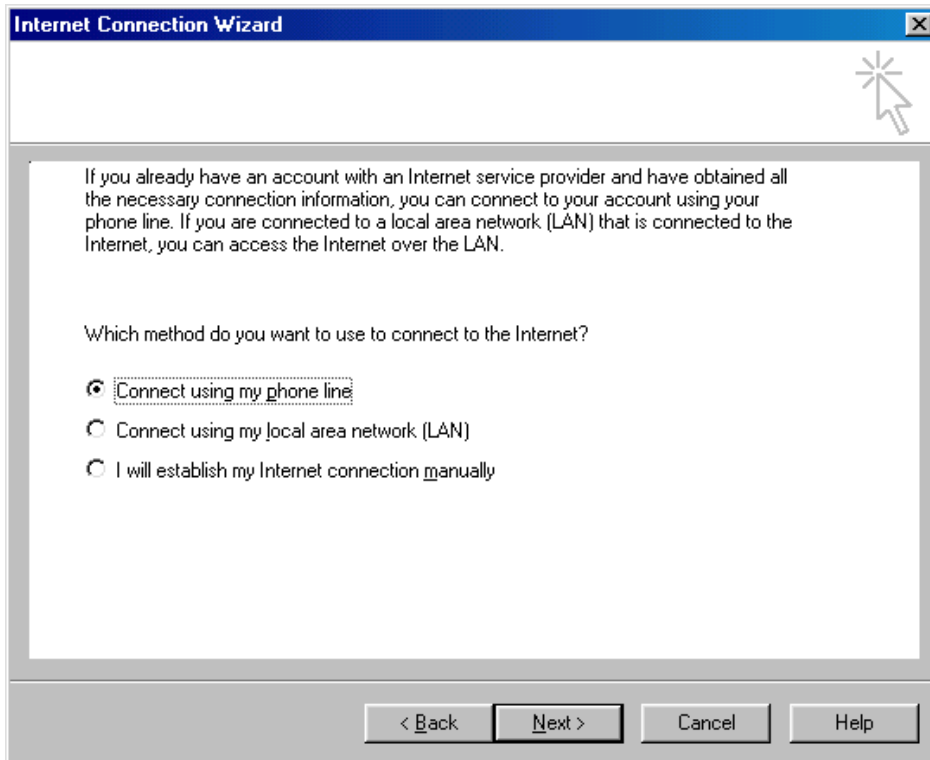 Internet Connection Wizard
If you already have an account with an Internet service provider and have obtained all
the necessary connection information, you can connect to your account using your
phone line. If you are connected to a local area network (LAN) that is connected to the
Internet, you can access the Internet over the LAN.
Which method do you want to use to connect to the Internet?
Connect using my phone line
Connect using my local area network (LAN)
I will establish my Internet connection manually
< Back Next > Cancel Help